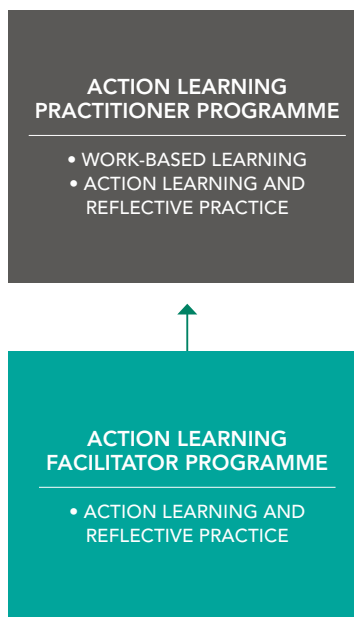 ACTION LEARNING
PRACTITIONER PROGRAMME
• WORK-BASED LEARNING
• ACTION LEARNING AND
REFLECTIVE PRACTICE
ACTION LEARNING
FACILITATOR PROGRAMME
• ACTION LEARNING AND
REFLECTIVE PRACTICE